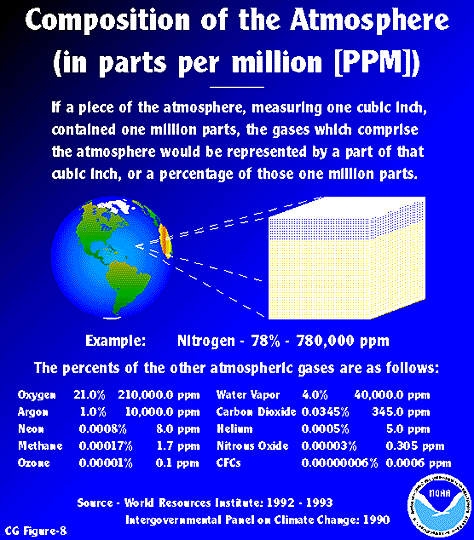 Composition of the Atmosphere
(in parts per million [PPM])
If a piece of the atmosphere, measuring one cubic inch,
contained one million parts, the gases which comprise
the atmosphere would be represented by a part of that
cubic inch, or a percentage of those one million parts.
Example: Nitrogen - 78% - 780,000 ppm
The percents of the other atmospheric gases are as follows:
Oxygen 21.0% 210,000.0 ppm Water Vapor 4.0% 40,000.0 ppm
Argon 1.0% 10,000.0 ppm Carbon Dioxide 0.0345% 345.0 ppm
Neon 0.0008% 8.0 ppm Helium 0.0005% 5.0 ppm
Methane 0.00017% 1.7 ppm Nitrous Oxide 0.00003% 0.305 ppm
Ozone 0.00001% 0.1 ppm CFCs 0.00000006% 0.0006 ppm
Source - World Resources Institute: 1992 - 1993
Intergovernmental Panel on Climate Change: 1990
CG Figure-8
NOAA